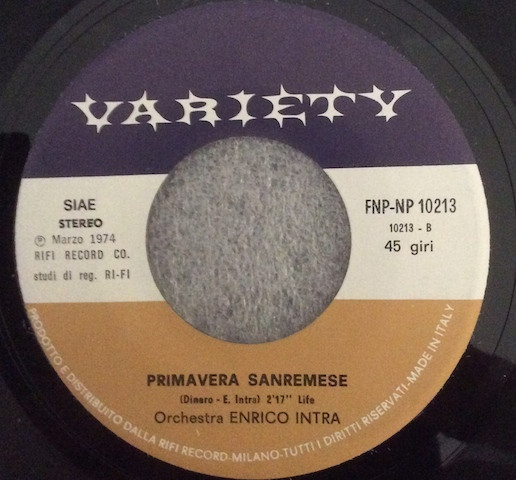 VARIETY
SIAE
STEREO
℗ Marzo 1974
RIFI RECORD CO.
studi di reg. RI-FI
FNP-NP 10213
10213 - B
45 giri
PRIMAVERA SANREMESE
(Dinaro - E. Intra) 2'17" Life
Orchestra ENRICO INTRA
PRODOTTO E DISTRIBUITO DALLA RIFI RECORD-MILANO-TUTTI I DIRITTI RISERVATI-MADE IN ITALY